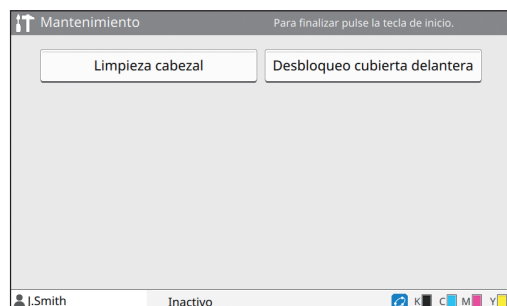 Mantenimiento
Para finalizar pulse la tecla de inicio.
Limpieza cabezal
Desbloqueo cubierta delantera
J.Smith
Inactivo
K C M Y